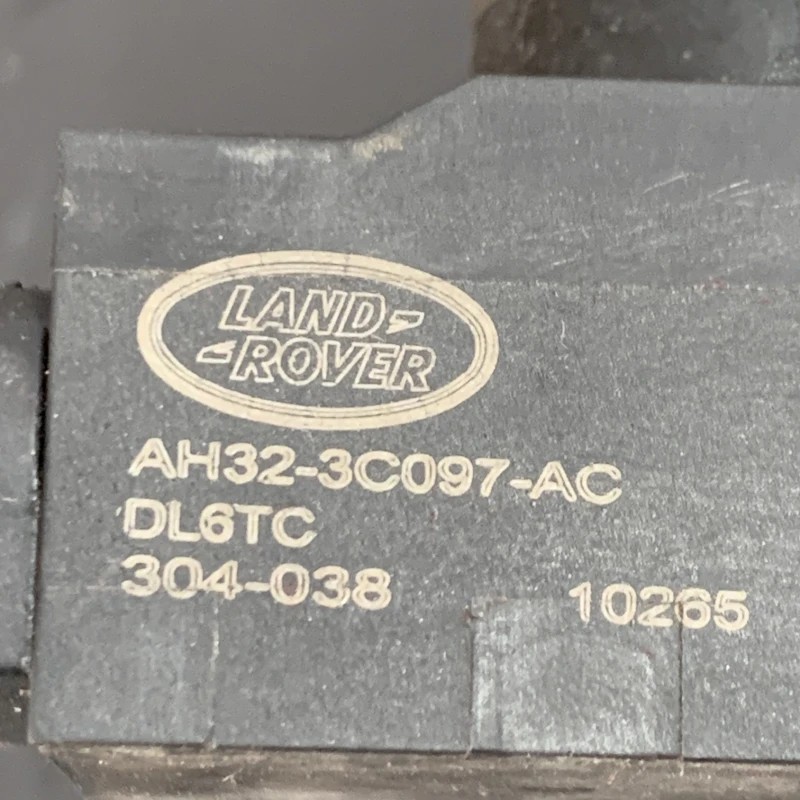 LAND-
-ROVER
AH32-3C097-AC
DL6TC
304-038 10265